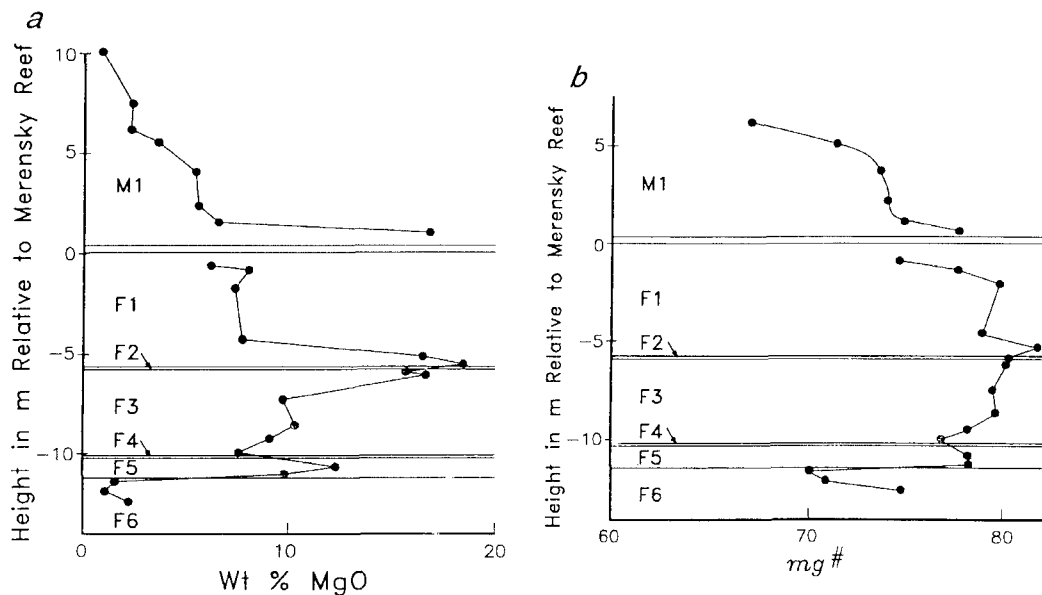 a
Height in m Relative to Merensky Reef
10
5
0
-5
-10
M1
F1
F2
F3
F4
F5
F6
0 10 20
Wt % MgO
b
Height in m Relative to Merensky Reef
5
0
-5
-10
M1
F1
F2
F3
F4
F5
F6
60 70 80
mg#